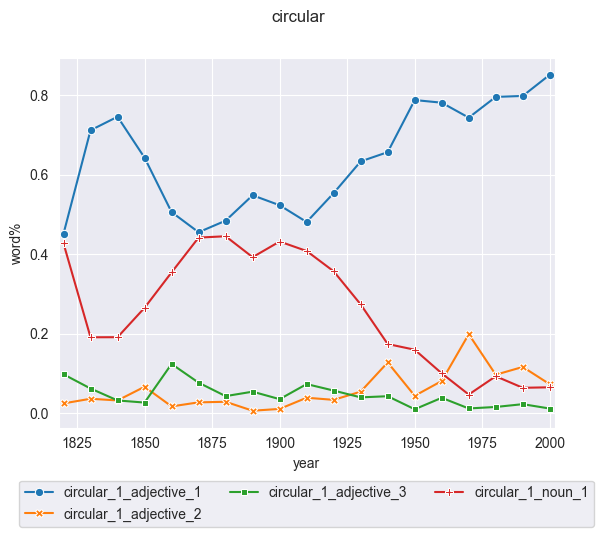 circular
0.8
0.6
0.4
0.2
0.0
word%
1825 1850 1875 1900 1925 1950 1975 2000
year
circular_1_adjective_1 circular_1_adjective_3 circular_1_noun_1
circular_1_adjective_2